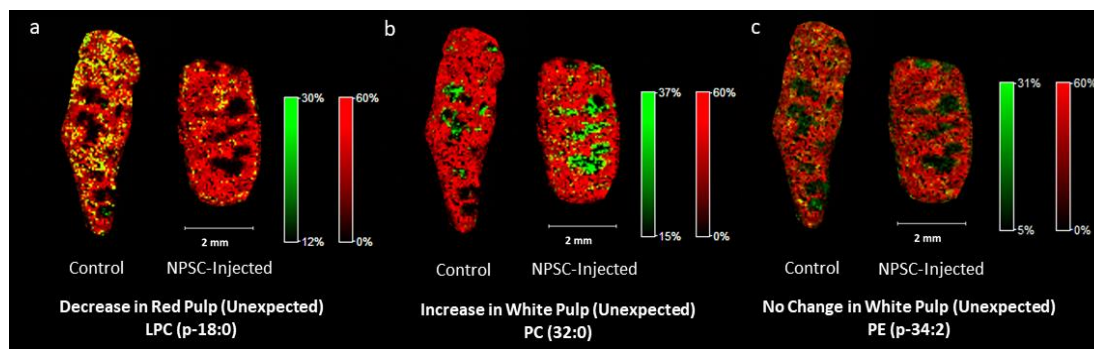 a
30%
60%
12%
0%
2 mm
Control
NPSC-Injected
Decrease in Red Pulp (Unexpected)
LPC (p-18:0)
b
37%
60%
15%
0%
2 mm
Control
NPSC-Injected
Increase in White Pulp (Unexpected)
PC (32:0)
c
31%
60%
5%
0%
2 mm
Control
NPSC-Injected
No Change in White Pulp (Unexpected)
PE (p-34:2)